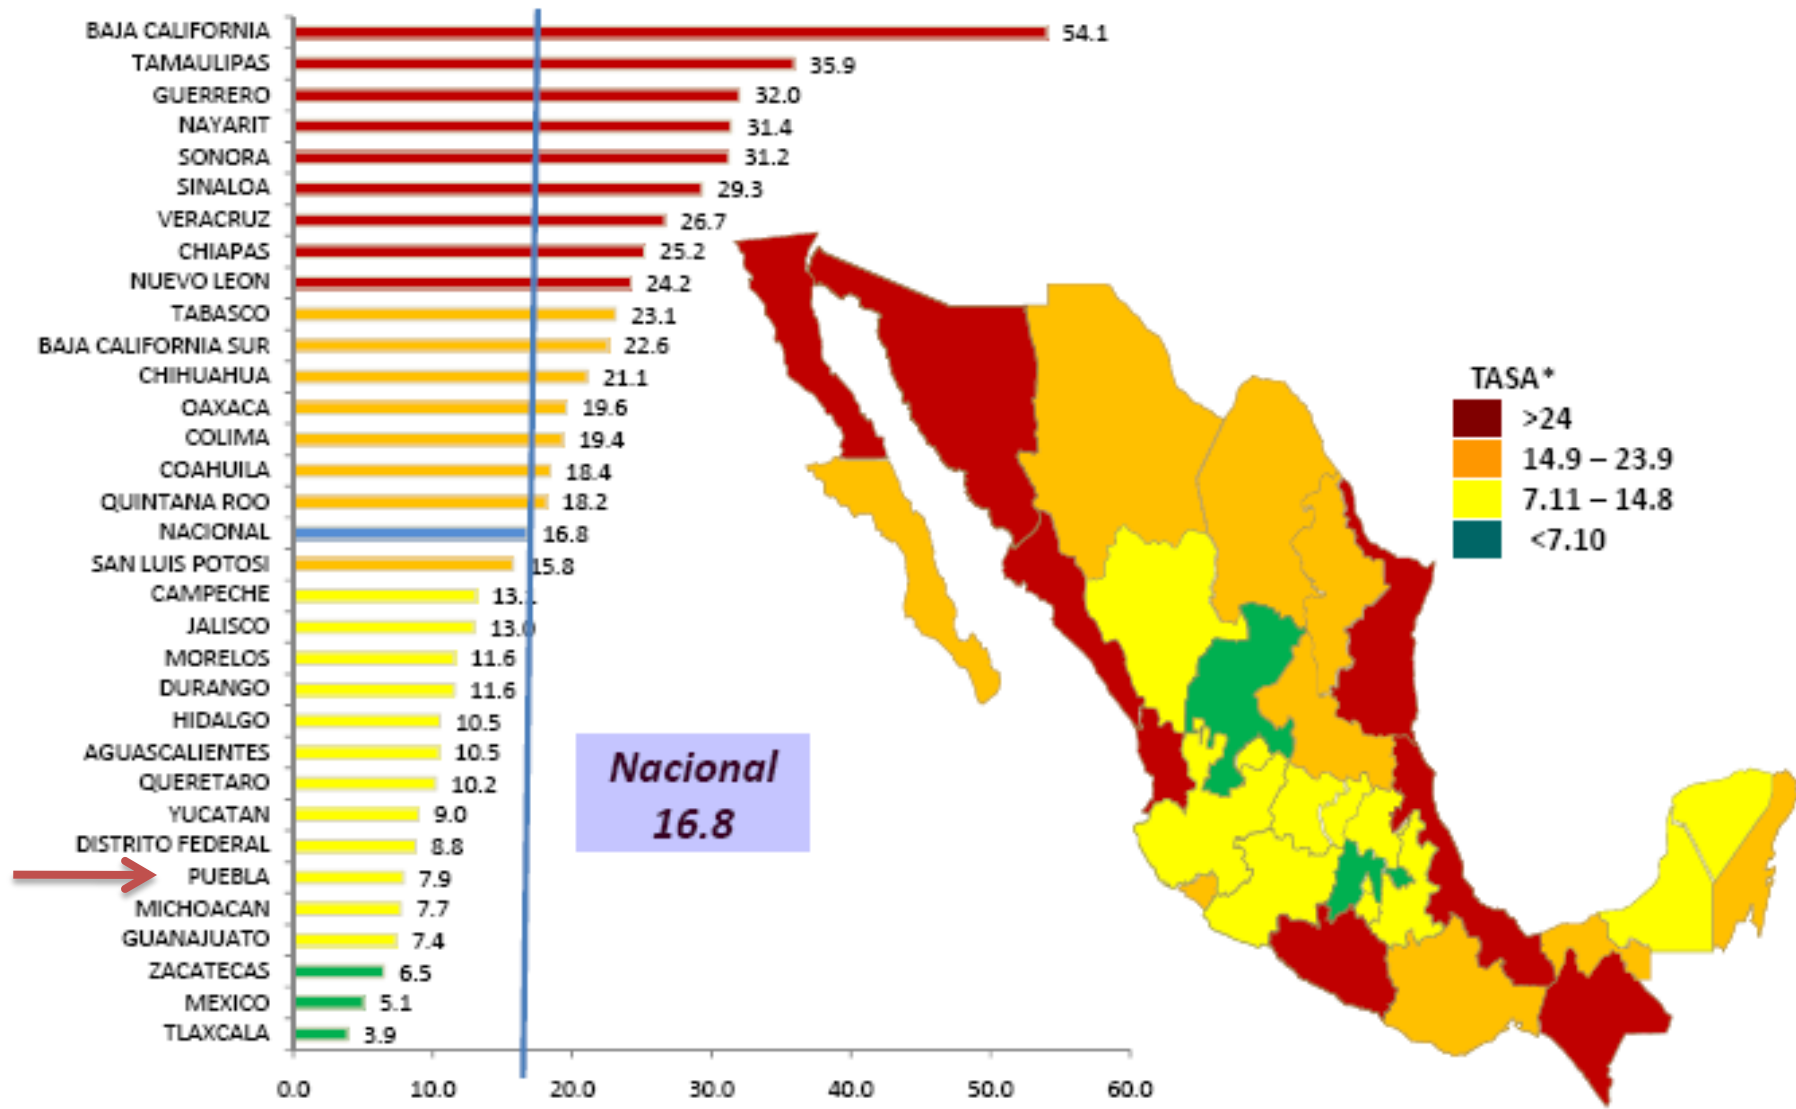 BAJA CALIFORNIA 54.1
TAMAULIPAS 35.9
GUERRERO 32.0
NAYARIT 31.4
SONORA 31.2
SINALOA 29.3
VERACRUZ 26.7
CHIAPAS 25.2
NUEVO LEON 24.2
TABASCO 23.1
BAJA CALIFORNIA SUR 22.6
CHIHUAHUA 21.1
OAXACA 19.6
COLIMA 19.4
COAHUILA 18.4
QUINTANA ROO 18.2
NACIONAL 16.8
SAN LUIS POTOSI 15.8
CAMPECHE 13.1
JALISCO 13.0
MORELOS 11.6
DURANGO 11.6
HIDALGO 10.5
AGUASCALIENTES 10.5
QUERETARO 10.2
YUCATAN 9.0
DISTRITO FEDERAL 8.8
PUEBLA 7.9
MICHOACAN 7.7
GUANAJUATO 7.4
ZACATECAS 6.5
MEXICO 5.1
TLAXCALA 3.9
0.0 10.0 20.0 30.0 40.0 50.0 60.0
Nacional
16.8
TASA*
>24
14.9 – 23.9
7.11 – 14.8
<7.10